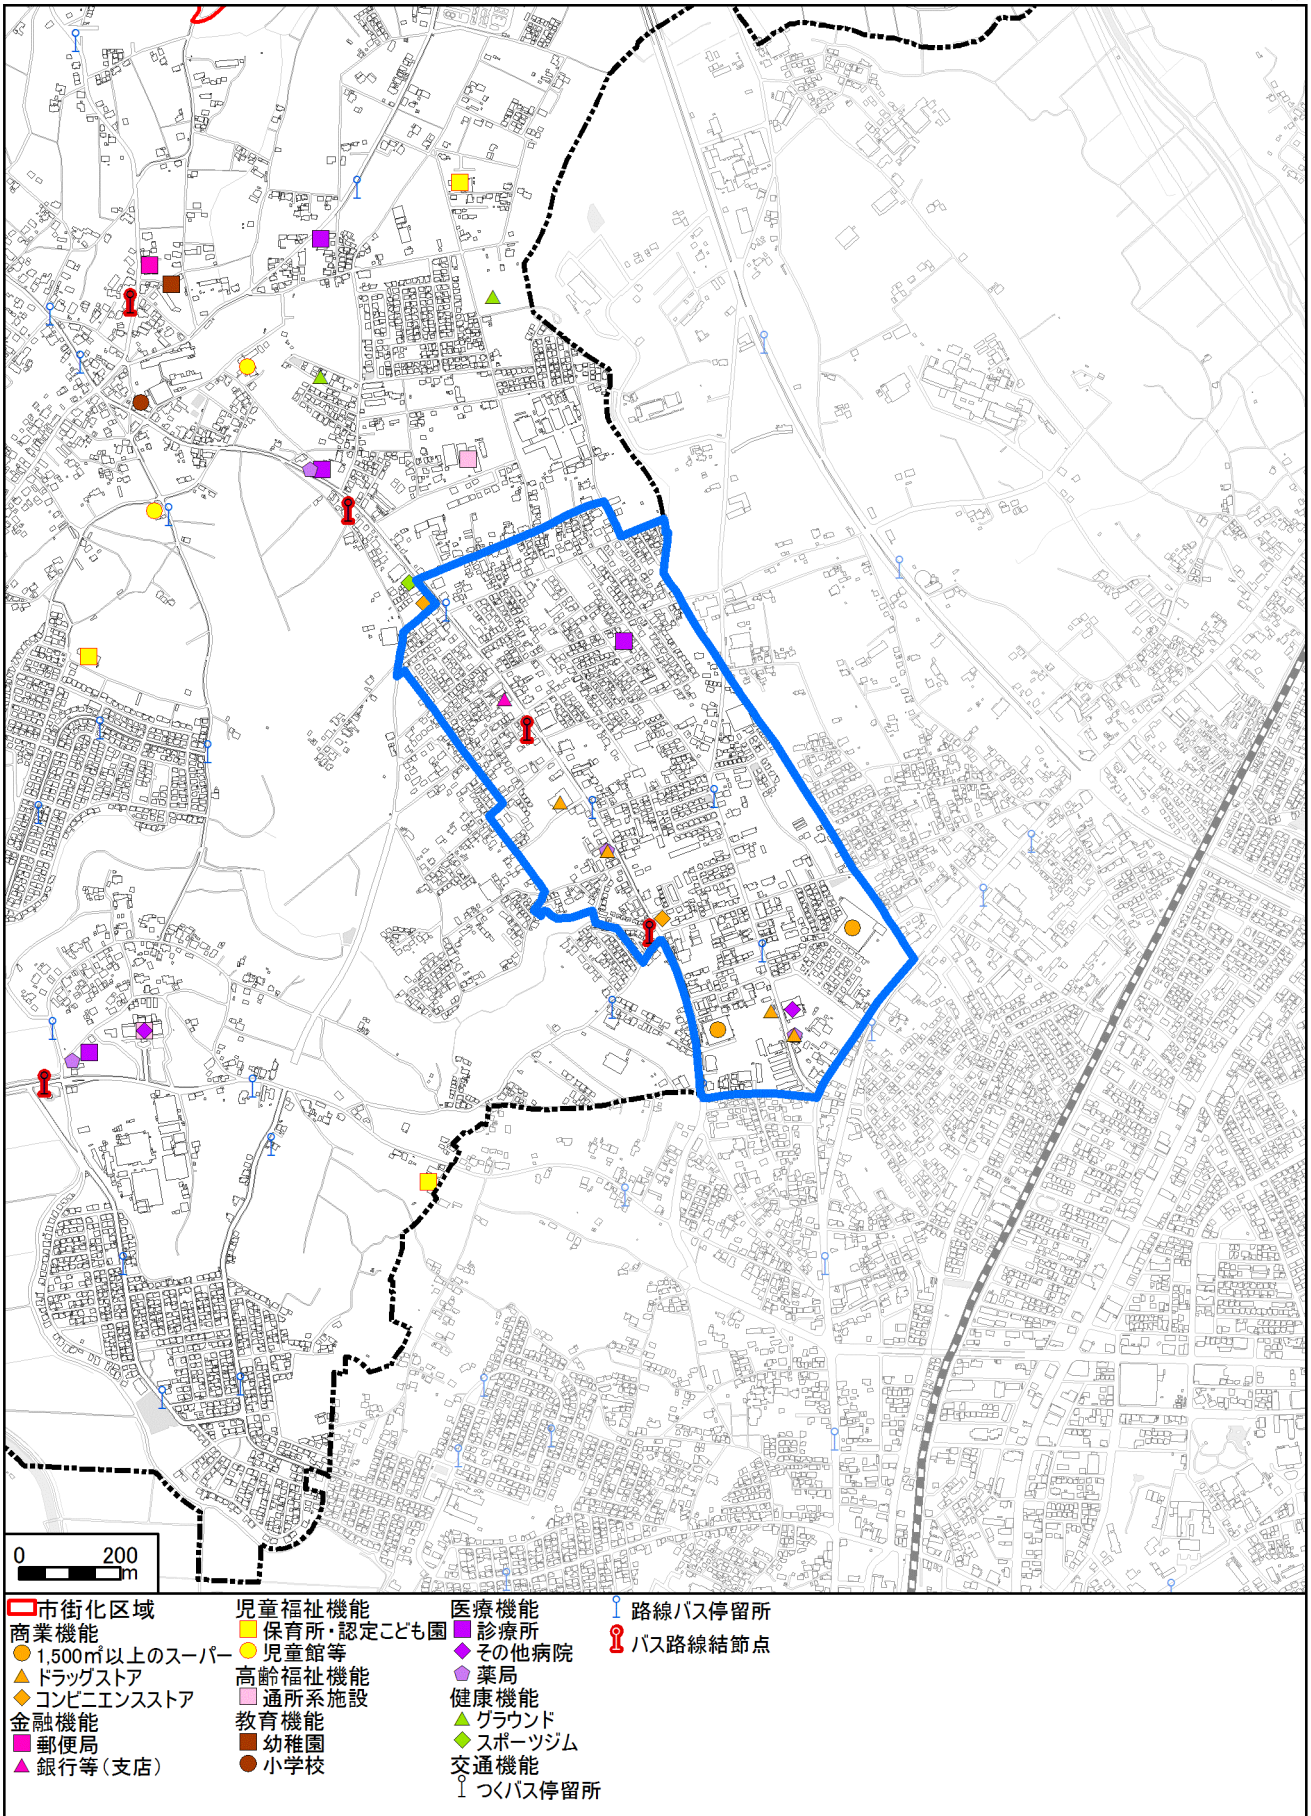 0 200
m
市街化区域
商業機能
1,500㎡以上のスーパー
ドラッグストア
コンビニエンスストア
金融機能
郵便局
銀行等(支店)
児童福祉機能
保育所・認定こども園
児童館等
高齢福祉機能
通所系施設
教育機能
幼稚園
小学校
医療機能
診療所
その他病院
薬局
健康機能
グラウンド
スポーツジム
交通機能
つくバス停留所
路線バス停留所
バス路線結節点